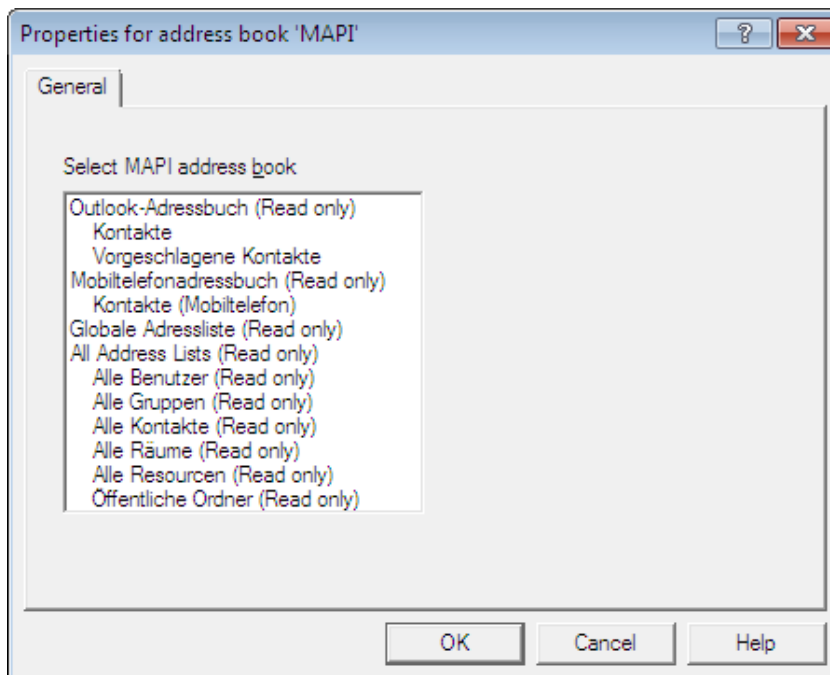 Properties for address book 'MAPI'
General
Select MAPI address book
Outlook-Adressbuch (Read only)
Kontakte
Vorgeschlagene Kontakte
Mobiltelefonadressbuch (Read only)
Kontakte (Mobiltelefon)
Globale Adressliste (Read only)
All Address Lists (Read only)
Alle Benutzer (Read only)
Alle Gruppen (Read only)
Alle Kontakte (Read only)
Alle Räume (Read only)
Alle Resourcen (Read only)
Öffentliche Ordner (Read only)
OK Cancel Help